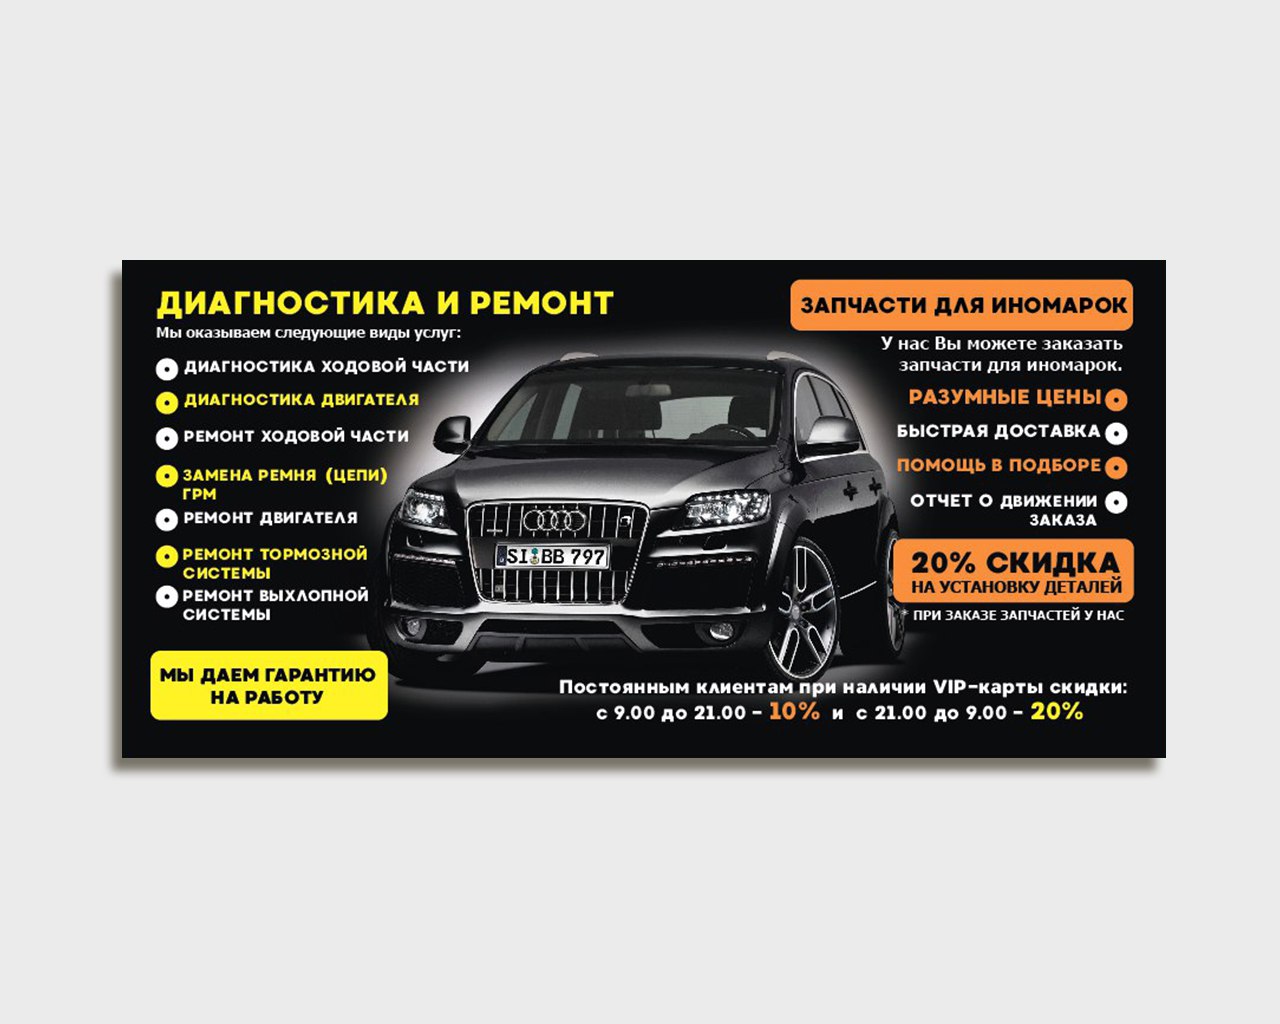 ДИАГНОСТИКА И РЕМОНТ
Мы оказываем следующие виды услуг:
ДИАГНОСТИКА ХОДОВОЙ ЧАСТИ
ДИАГНОСТИКА ДВИГАТЕЛЯ
РЕМОНТ ХОДОВОЙ ЧАСТИ
ЗАМЕНА РЕМНЯ (ЦЕПИ)
ГРМ
РЕМОНТ ДВИГАТЕЛЯ
РЕМОНТ ТОРМОЗНОЙ
СИСТЕМЫ
РЕМОНТ ВЫХЛОПНОЙ
СИСТЕМЫ
МЫ ДАЕМ ГАРАНТИЮ
НА РАБОТУ
SI BB 797
ЗАПЧАСТИ ДЛЯ ИНОМАРОК
У нас Вы можете заказать
запчасти для иномарок.
РАЗУМНЫЕ ЦЕНЫ
БЫСТРАЯ ДОСТАВКА
ПОМОЩЬ В ПОДБОРЕ
ОТЧЕТ О ДВИЖЕНИИ
ЗАКАЗА
20% СКИДКА
НА УСТАНОВКУ ДЕТАЛЕЙ
* ПРИ ЗАКАЗЕ ЗАПЧАСТЕЙ У НАС
Постоянным клиентам при наличии VIP-карты скидки:
с 9.00 до 21.00 - 10% и с 21.00 до 9.00 - 20%